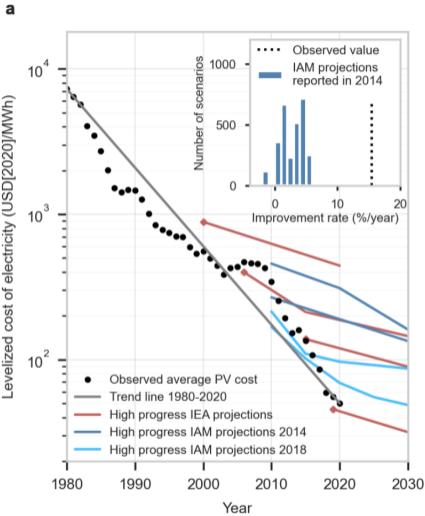 a
Levelized cost of electricity (USD[2020]/MWh)
10⁴
10³
10²
Number of scenarios
1000
500
0
Observed value
IAM projections
reported in 2014
0 10 20
Improvement rate (%/year)
Observed average PV cost
Trend line 1980-2020
High progress IEA projections
High progress IAM projections 2014
High progress IAM projections 2018
1980 1990 2000 2010 2020 2030
Year